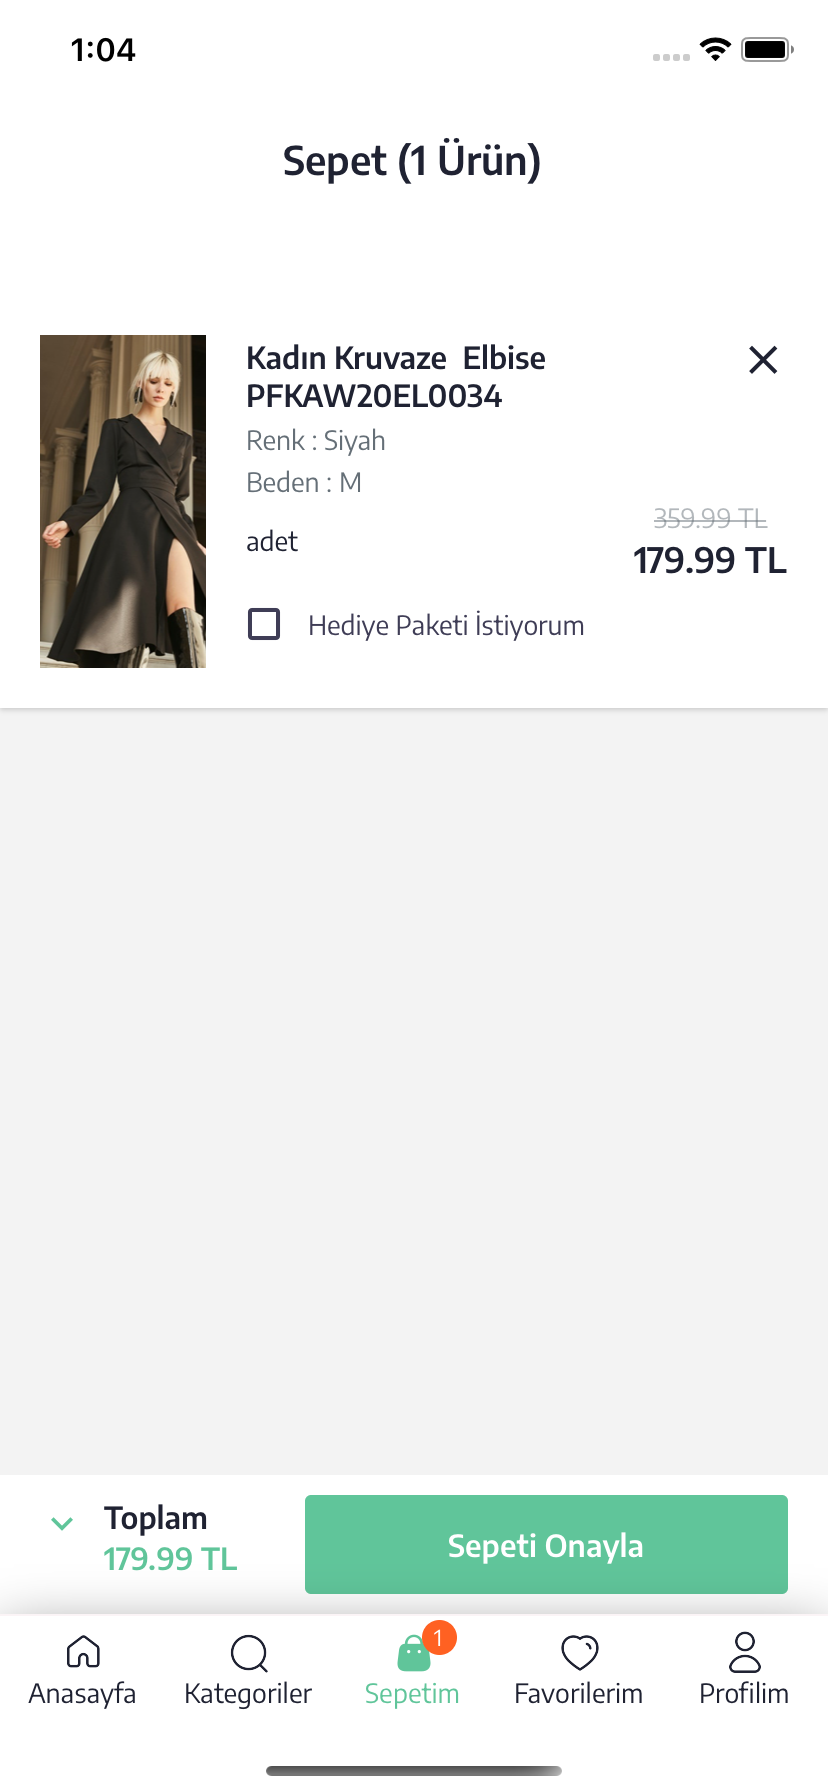 1:04
Sepet (1 Ürün)
Kadın Kruvaze  Elbise
PFKAW20EL0034
Renk : Siyah
Beden : M
359.99 TL
adet
179.99 TL
Hediye Paketi İstiyorum
Toplam
179.99 TL
Sepeti Onayla
1
Anasayfa
Kategoriler
Sepetim
Favorilerim
Profilim